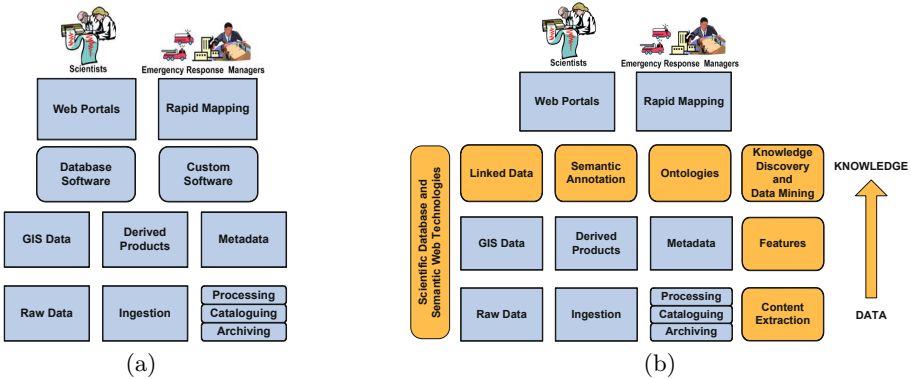 Scientists
Emergency Response Managers
Web Portals
Rapid Mapping
Database
Software
Custom
Software
GIS Data
Derived
Products
Metadata
Raw Data
Ingestion
Processing
Cataloguing
Archiving
(a)
Scientists
Emergency Response Managers
Web Portals
Rapid Mapping
Scientific Database and
Semantic Web Technologies
Linked Data
Semantic
Annotation
Ontologies
Knowledge
Discovery
and
Data Mining
KNOWLEDGE
GIS Data
Derived
Products
Metadata
Features
Raw Data
Ingestion
Processing
Cataloguing
Archiving
Content
Extraction
DATA
(b)